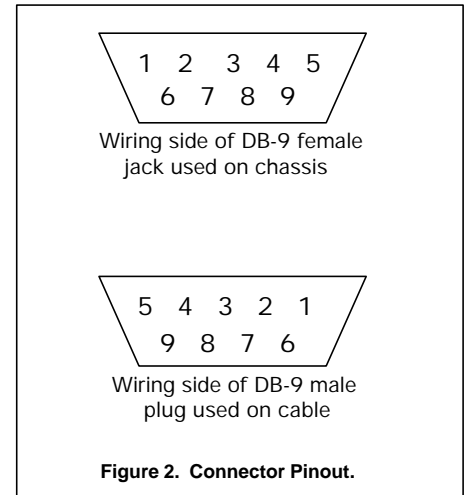 1 2 3 4 5
6 7 8 9
Wiring side of DB-9 female
jack used on chassis
5 4 3 2 1
9 8 7 6
Wiring side of DB-9 male
plug used on cable
Figure 2. Connector Pinout.